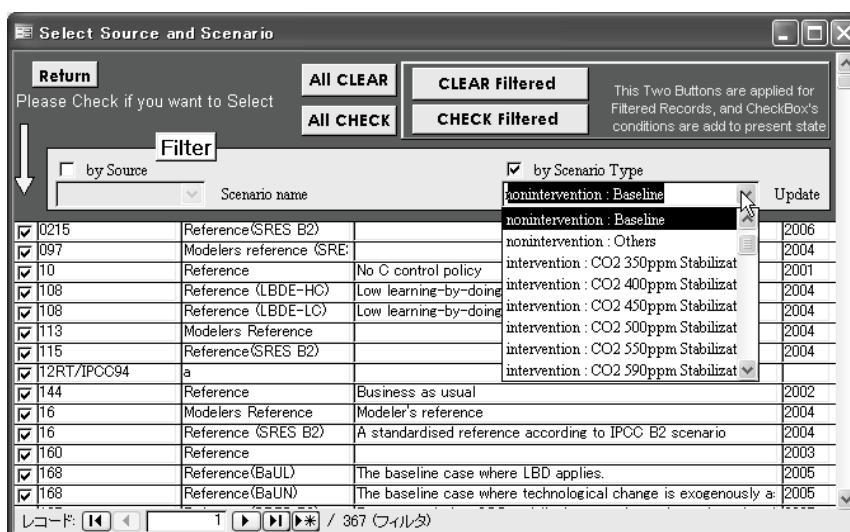 Select Source and Scenario
Return
All CLEAR
CLEAR Filtered
This Two Buttons are applied for
Filtered Records, and CheckBox's
conditions are add to present state
Please Check if you want to Select
All CHECK
CHECK Filtered
Filter
by Source
by Scenario Type
Scenario name
nonintervention : Baseline
Update
nonintervention : Baseline
nonintervention : Others
intervention : CO2 350ppm Stabilizat
intervention : CO2 400ppm Stabilizat
intervention : CO2 450ppm Stabilizat
intervention : CO2 500ppm Stabilizat
intervention : CO2 550ppm Stabilizat
intervention : CO2 590ppm Stabilizat
0215 Reference(SRES B2) 2006
097 Modelers reference (SRE: 2004
10 Reference No C control policy 2001
108 Reference (LBDE-HC) Low learning-by-doing 2004
108 Reference (LBDE-LC) Low learning-by-doing 2004
113 Modelers Reference 2004
115 Reference(SRES B2) 2004
12RT/IPCC94 a
144 Reference Business as usual 2002
16 Modelers Reference Modeler's reference 2004
16 Reference (SRES B2) A standardised reference according to IPCC B2 scenario 2004
160 Reference 2003
168 Reference(BaUL) The baseline case where LBD applies. 2005
168 Reference(BaUN) The baseline case where technological change is exogenously a: 2005
レコード: 1 / 367 (フィルタ)